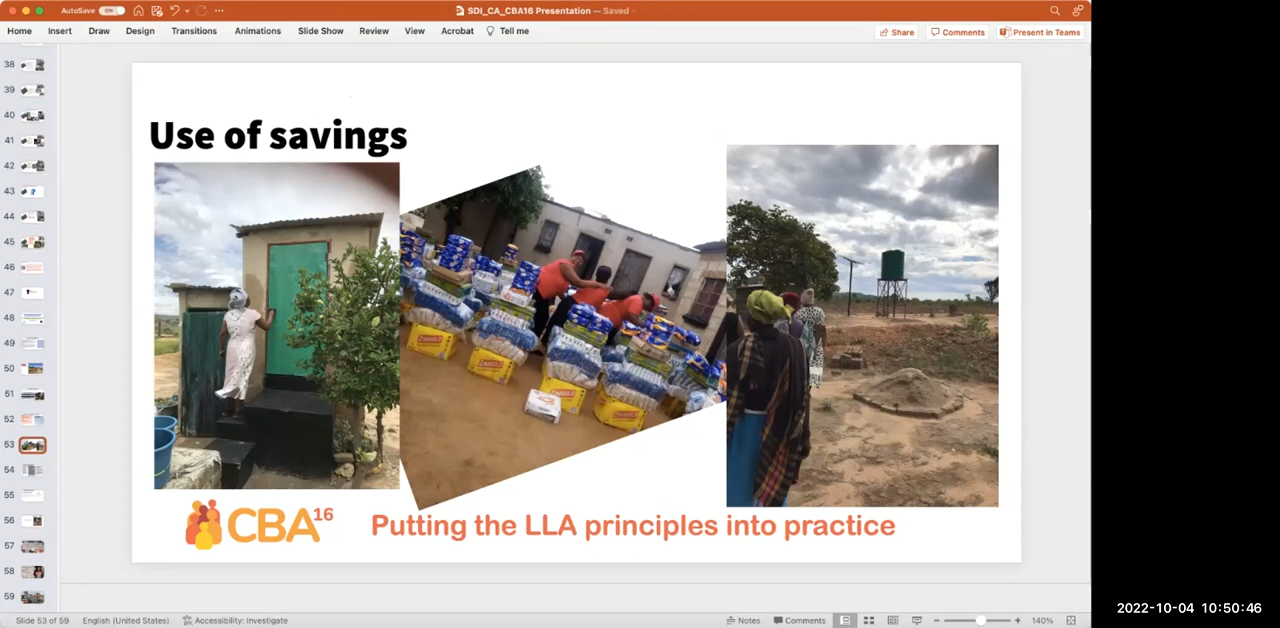 AutoSave ON
SDI_CA_CBA16 Presentation — Saved
Home Insert Draw Design Transitions Animations Slide Show Review View Acrobat Tell me
Share Comments Present in Teams
38
39
40
41
42
43
44
45
46
47
48
49
50
51
52
53
54
55
56
57
58
59
Use of savings
CBA16 Putting the LLA principles into practice
Slide 53 of 59 English (United States) Accessibility: Investigate
Notes Comments 140%
2022-10-04 10:50:46